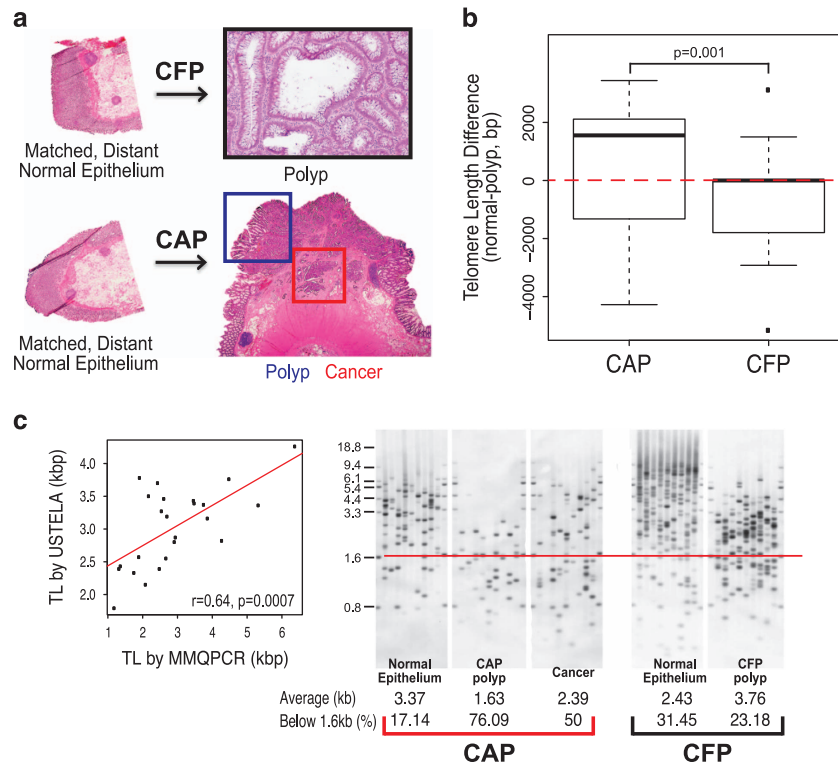 a
CFP
Matched, Distant
Normal Epithelium
Polyp
CAP
Matched, Distant
Normal Epithelium
Polyp Cancer
b
p=0.001
Telomere Length Difference
(normal-polyp, bp)
2000
0
−2000
−4000
CAP CFP
c
TL by USTELA (kbp)
4.0
3.5
3.0
2.5
2.0
r=0.64, p=0.0007
1 2 3 4 5 6
TL by MMQPCR (kbp)
18.8
9.4
6.1
5.4
4.4
3.3
1.6
0.8
Normal Epithelium
CAP polyp
Cancer
Normal Epithelium
CFP polyp
Average (kb) 3.37 1.63 2.39 2.43 3.76
Below 1.6kb (%) 17.14 76.09 50 31.45 23.18
CAP CFP